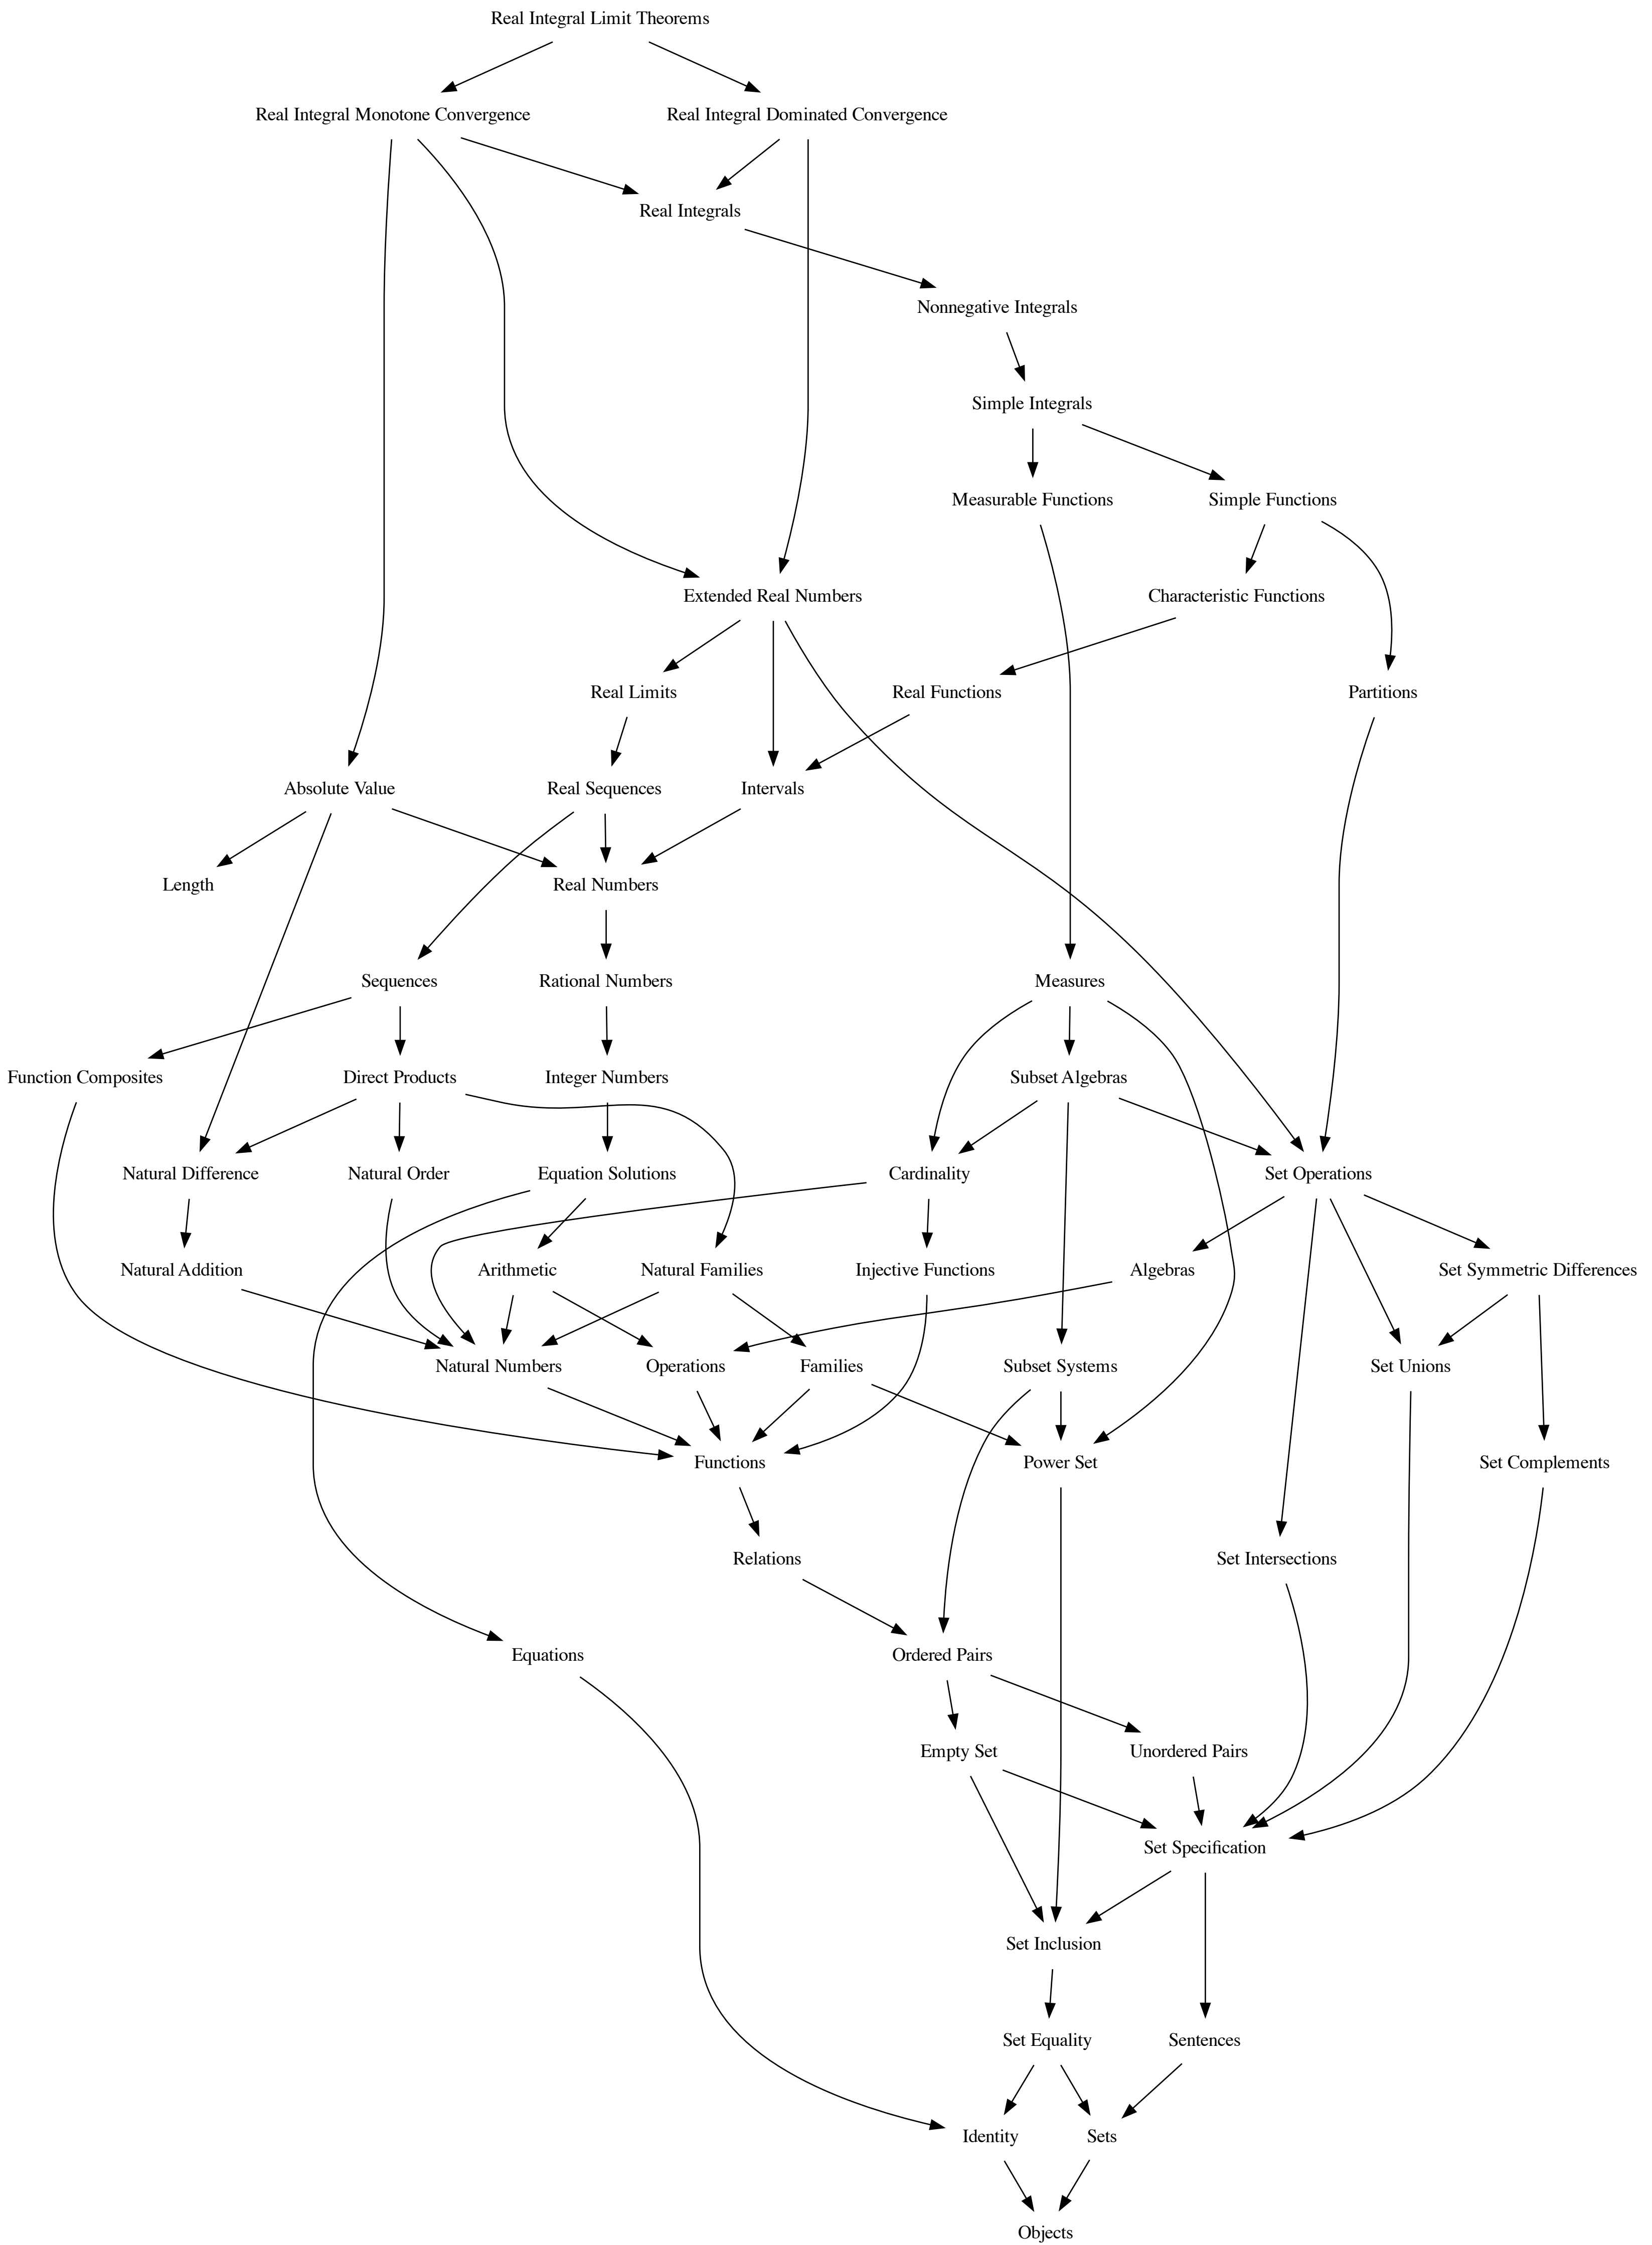 Real Integral Limit Theorems
Real Integral Monotone Convergence
Real Integral Dominated Convergence
Real Integrals
Nonnegative Integrals
Simple Integrals
Measurable Functions
Simple Functions
Extended Real Numbers
Characteristic Functions
Real Limits
Real Functions
Partitions
Absolute Value
Real Sequences
Intervals
Length
Real Numbers
Sequences
Rational Numbers
Measures
Function Composites
Direct Products
Integer Numbers
Subset Algebras
Natural Difference
Natural Order
Equation Solutions
Cardinality
Set Operations
Natural Addition
Arithmetic
Natural Families
Injective Functions
Algebras
Set Symmetric Differences
Natural Numbers
Operations
Families
Subset Systems
Set Unions
Functions
Power Set
Set Complements
Relations
Set Intersections
Equations
Ordered Pairs
Empty Set
Unordered Pairs
Set Specification
Set Inclusion
Set Equality
Sentences
Identity
Sets
Objects